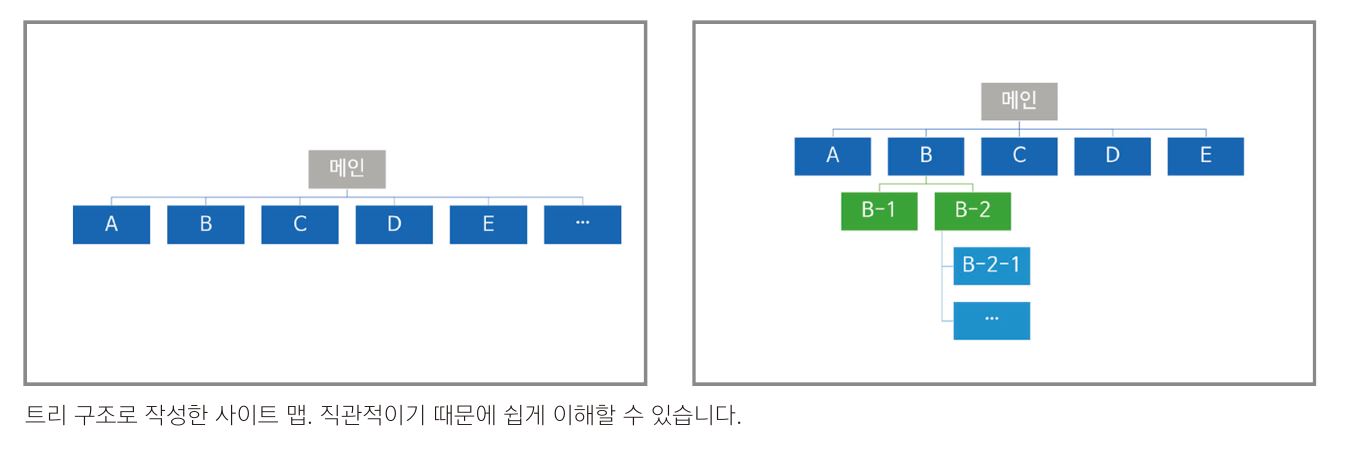 메인
A B C D E ···
메인
A B C D E
B-1 B-2
B-2-1
···
트리 구조로 작성한 사이트 맵. 직관적이기 때문에 쉽게 이해할 수 있습니다.